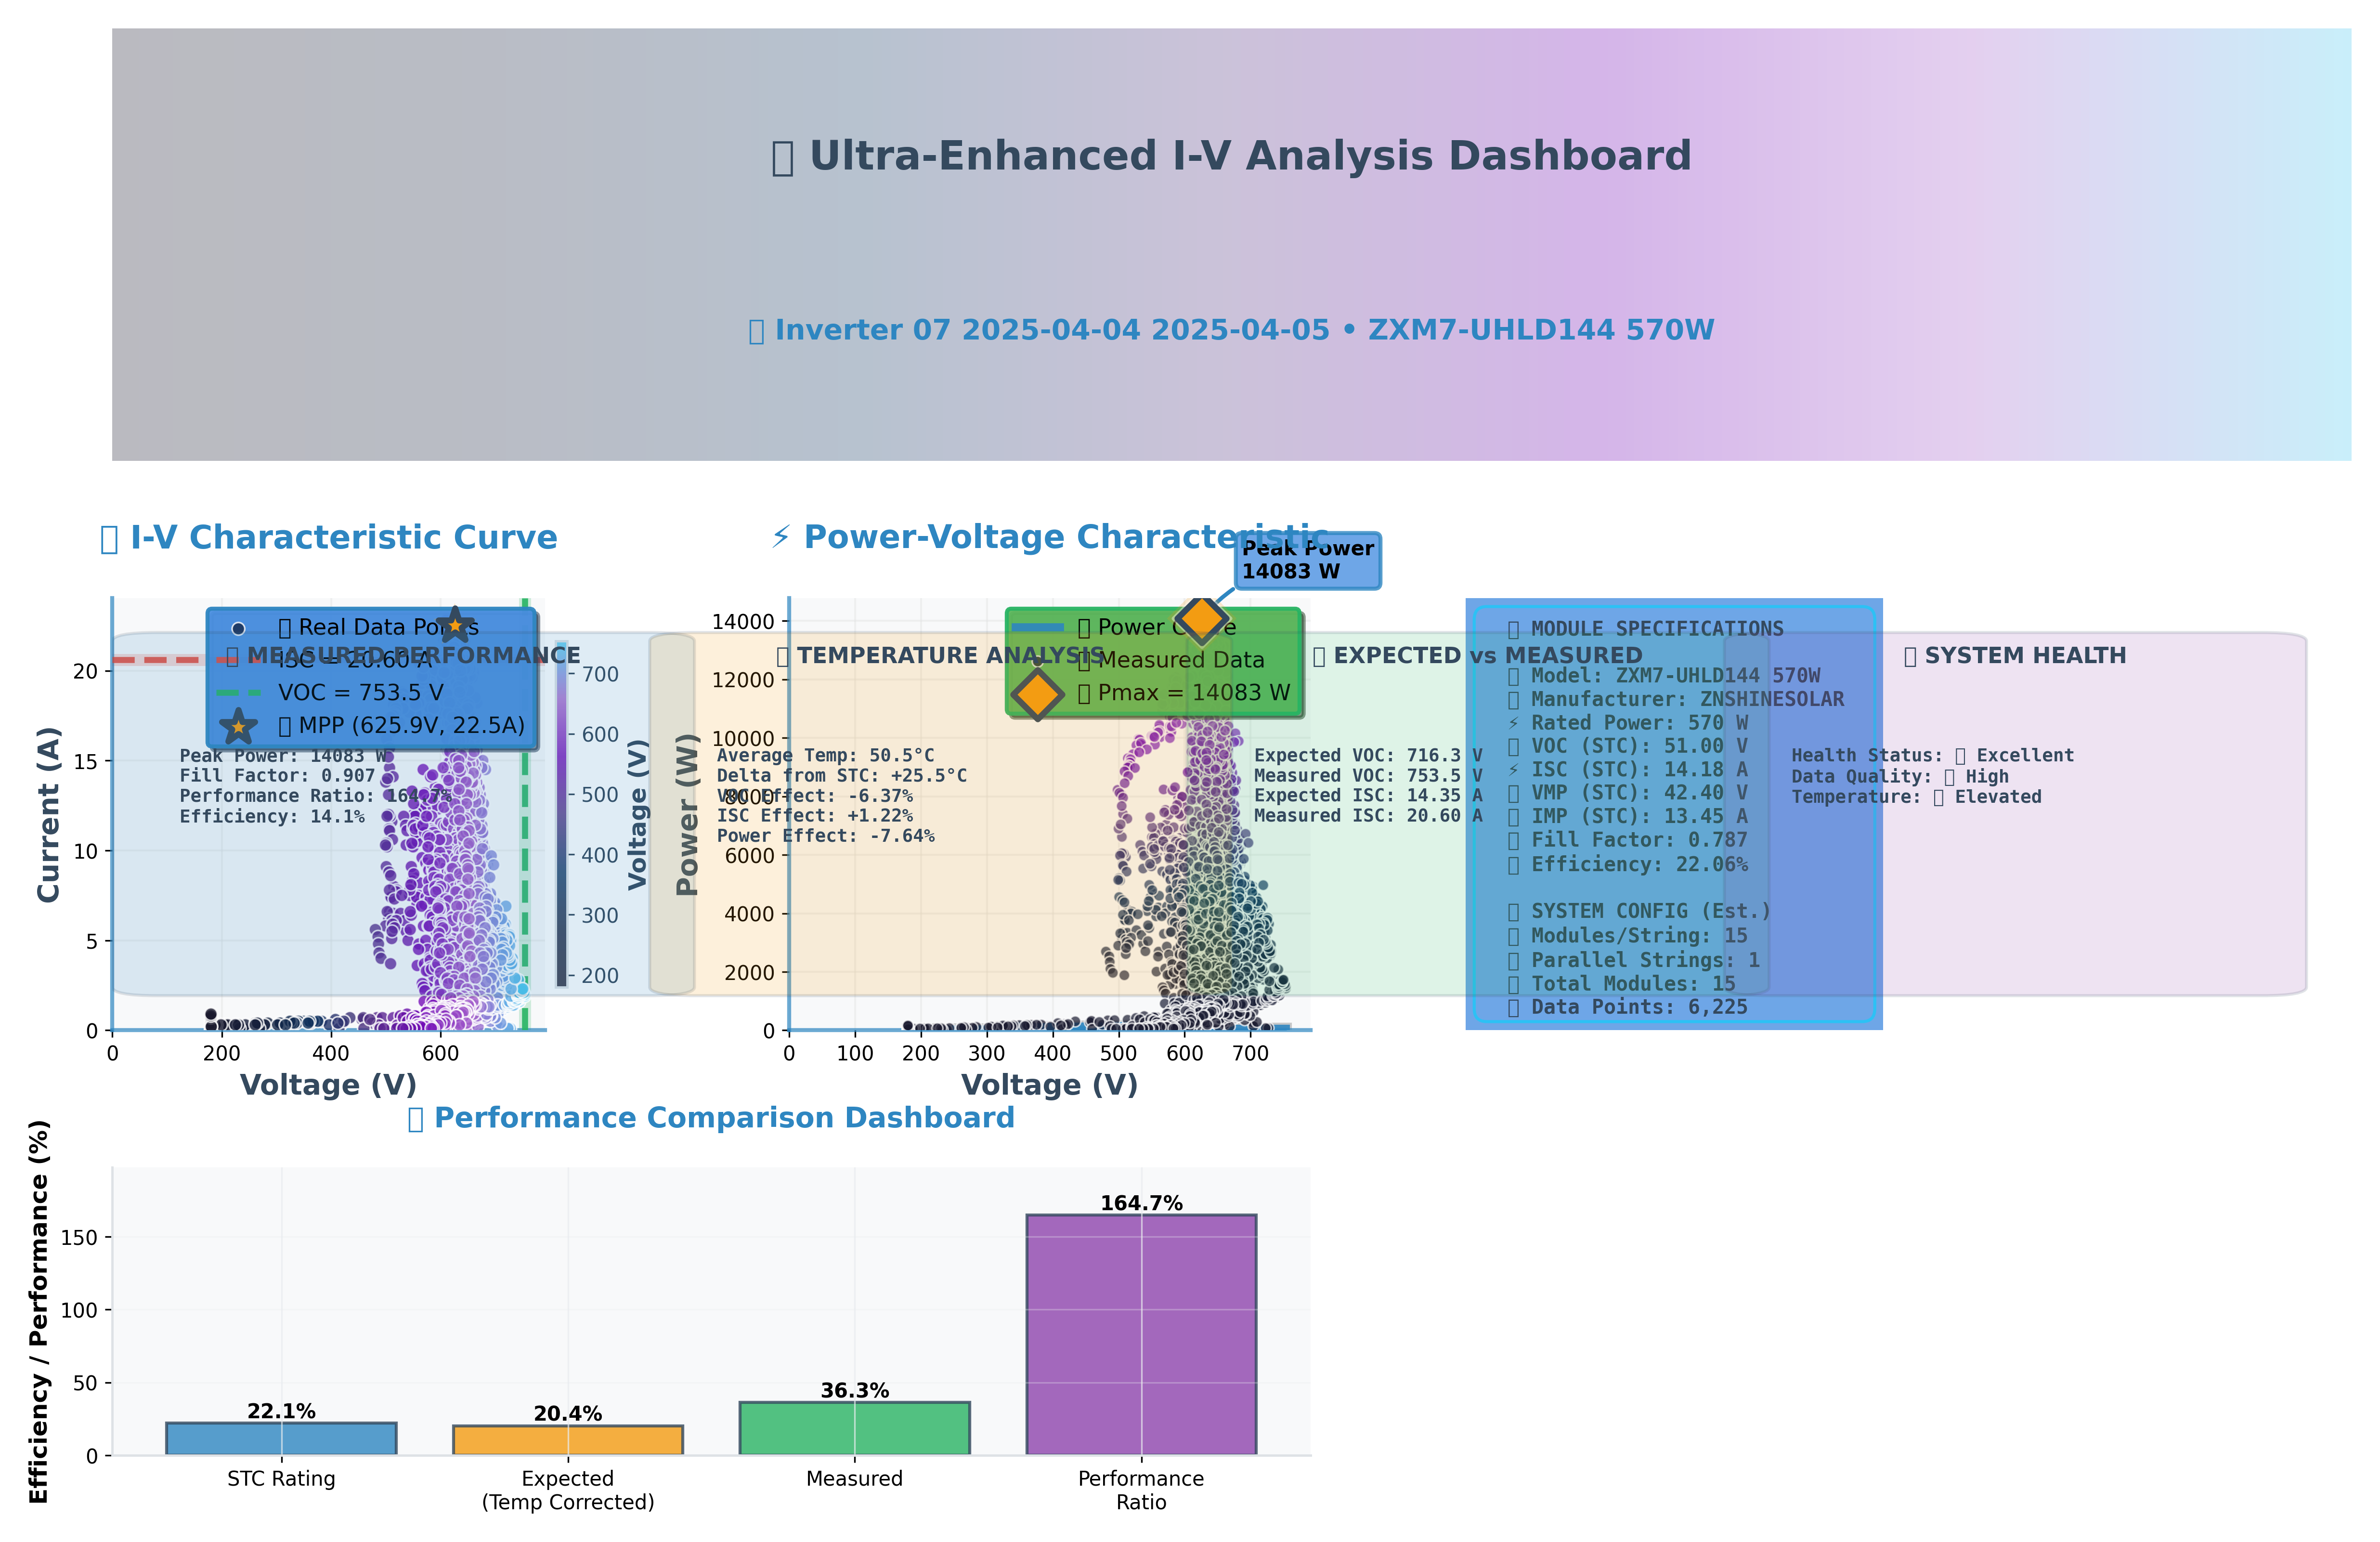 Ultra-Enhanced I-V Analysis Dashboard
Inverter 07 2025-04-04 2025-04-05 • ZXM7-UHLD144 570W
I-V Characteristic Curve
Real Data Points
ISC = 20.60 A
VOC = 753.5 V
MPP (625.9V, 22.5A)
MEASURED PERFORMANCE
Peak Power: 14083 W
Fill Factor: 0.907
Performance Ratio: 164.7%
Efficiency: 14.1%
Current (A)
20
15
10
5
0
0 200 400 600
Voltage (V)
700
600
500
400
300
200
Voltage (V)
⚡ Power-Voltage Characteristic
Peak Power
14083 W
Power Curve
Measured Data
Pmax = 14083 W
TEMPERATURE ANALYSIS
Average Temp: 50.5°C
Delta from STC: +25.5°C
VOC Effect: -6.37%
ISC Effect: +1.22%
Power Effect: -7.64%
Power (W)
14000
12000
10000
8000
6000
4000
2000
0
0 100 200 300 400 500 600 700
Voltage (V)
EXPECTED vs MEASURED
Expected VOC: 716.3 V
Measured VOC: 753.5 V
Expected ISC: 14.35 A
Measured ISC: 20.60 A
MODULE SPECIFICATIONS
Model: ZXM7-UHLD144 570W
Manufacturer: ZNSHINESOLAR
⚡ Rated Power: 570 W
VOC (STC): 51.00 V
⚡ ISC (STC): 14.18 A
VMP (STC): 42.40 V
IMP (STC): 13.45 A
Fill Factor: 0.787
Efficiency: 22.06%
SYSTEM CONFIG (Est.)
Modules/String: 15
Parallel Strings: 1
Total Modules: 15
Data Points: 6,225
SYSTEM HEALTH
Health Status: Excellent
Data Quality: High
Temperature: Elevated
Performance Comparison Dashboard
Efficiency / Performance (%)
150
100
50
0
22.1%
20.4%
36.3%
164.7%
STC Rating
Expected
(Temp Corrected)
Measured
Performance
Ratio